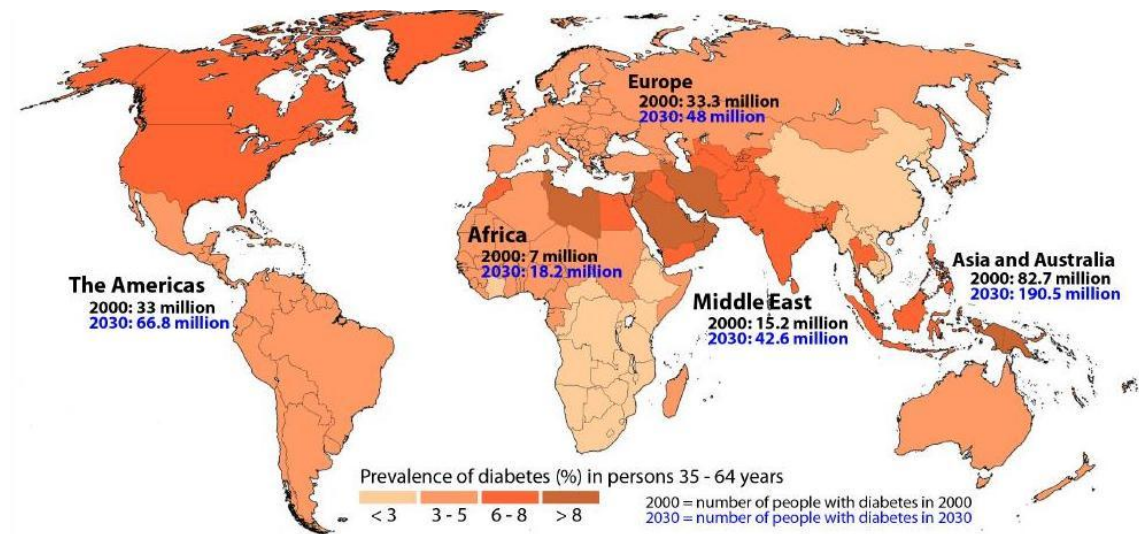 Europe
2000: 33.3 million
2030: 48 million
Africa
2000: 7 million
2030: 18.2 million
The Americas
2000: 33 million
2030: 66.8 million
Middle East
2000: 15.2 million
2030: 42.6 million
Asia and Australia
2000: 82.7 million
2030: 190.5 million
Prevalence of diabetes (%) in persons 35 - 64 years
< 3 3 - 5 6 - 8 > 8
2000 = number of people with diabetes in 2000
2030 = number of people with diabetes in 2030